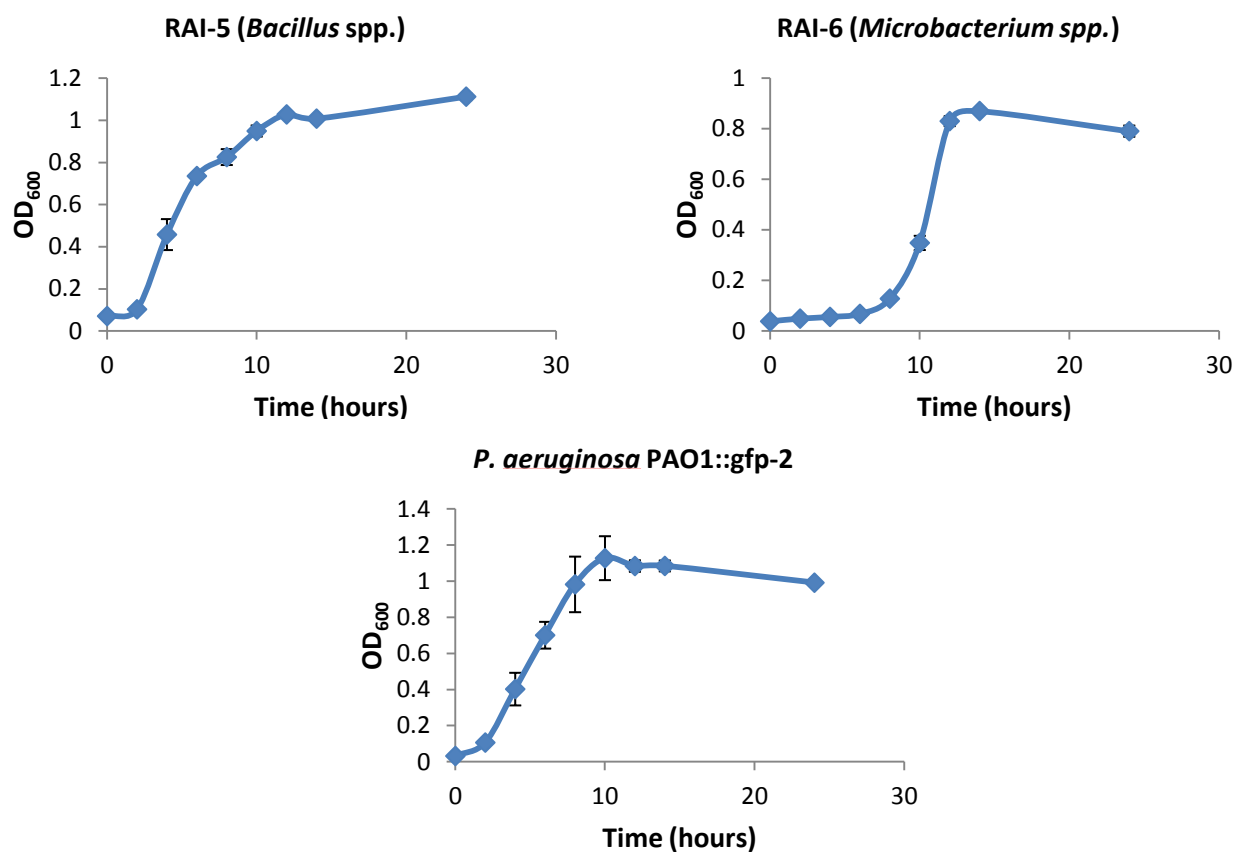 RAI-5 (Bacillus spp.)
1.2
1
0.8
0.6
0.4
0.2
0
OD600
0 10 20 30
Time (hours)
RAI-6 (Microbacterium spp.)
1
0.8
0.6
0.4
0.2
0
OD600
0 10 20 30
Time (hours)
P. aeruginosa PAO1::gfp-2
1.4
1.2
1
0.8
0.6
0.4
0.2
0
OD600
0 10 20 30
Time (hours)